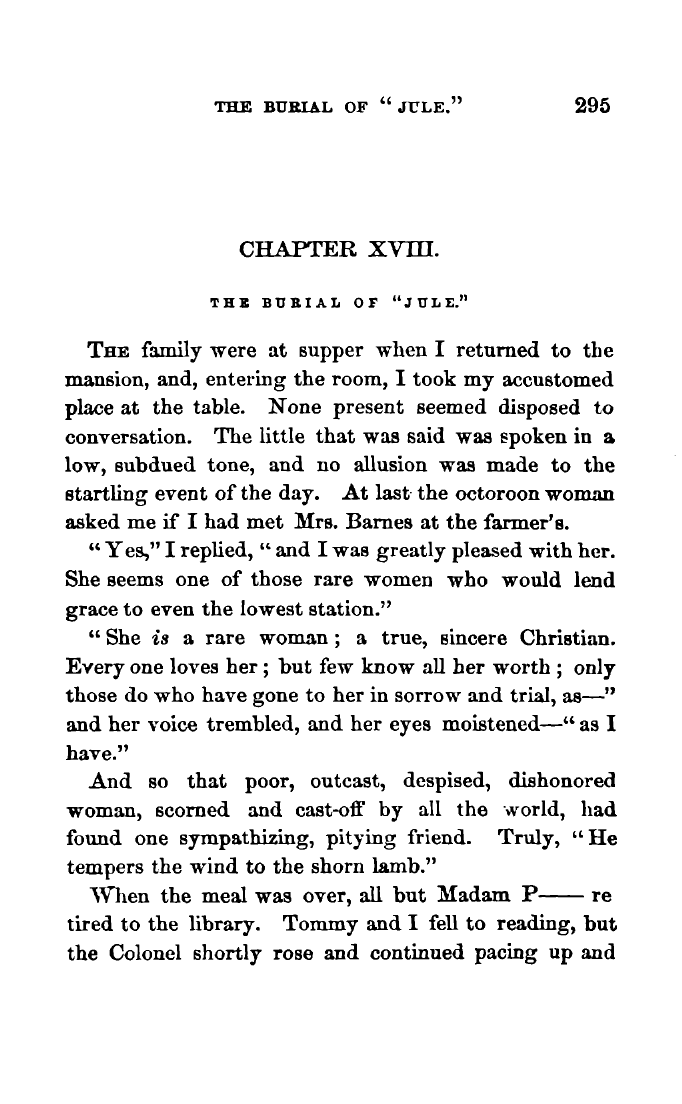 THE BURIAL OF “ JULE.” 295
CHAPTER XVIII.
THE BURIAL OF “JULE.”
THE family were at supper when I returned to the
mansion, and, entering the room, I took my accustomed
place at the table. None present seemed disposed to
conversation. The little that was said was spoken in a
low, subdued tone, and no allusion was made to the
startling event of the day. At last the octoroon woman
asked me if I had met Mrs. Barnes at the farmer's.
“ Yes,” I replied, “ and I was greatly pleased with her.
She seems one of those rare women who would lend
grace to even the lowest station.”
“ She is a rare woman ; a true, sincere Christian.
Every one loves her ; but few know all her worth ; only
those do who have gone to her in sorrow and trial, as—”
and her voice trembled, and her eyes moistened—“ as I
have.”
And so that poor, outcast, despised, dishonored
woman, scorned and cast-off by all the world, had
found one sympathizing, pitying friend. Truly, “ He
tempers the wind to the shorn lamb.”
When the meal was over, all but Madam P—— re
tired to the library. Tommy and I fell to reading, but
the Colonel shortly rose and continued pacing up and